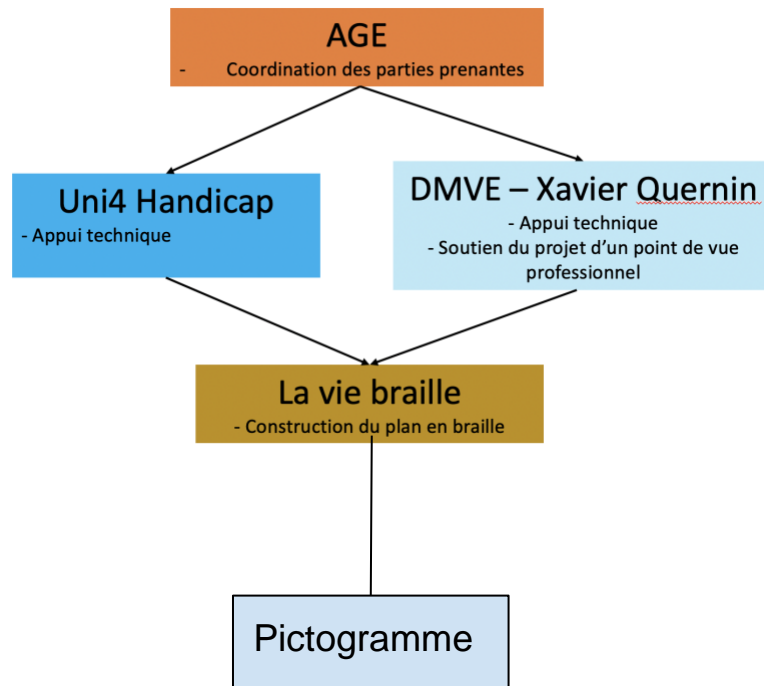 AGE
- Coordination des parties prenantes
Uni4 Handicap
- Appui technique
DMVE – Xavier Quernin
- Appui technique
- Soutien du projet d’un point de vue
professionnel
La vie braille
- Construction du plan en braille
Pictogramme